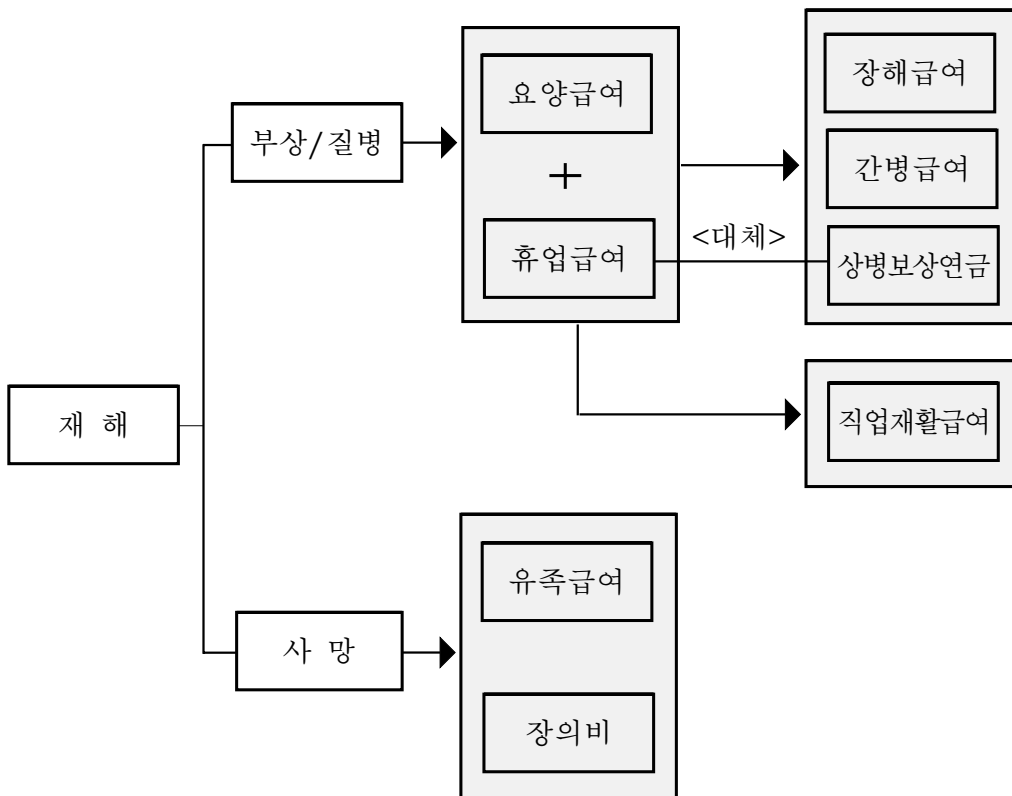 재 해
부상/질병
요양급여
+
휴업급여
<대체>
장해급여
간병급여
상병보상연금
직업재활급여
사 망
유족급여
장의비